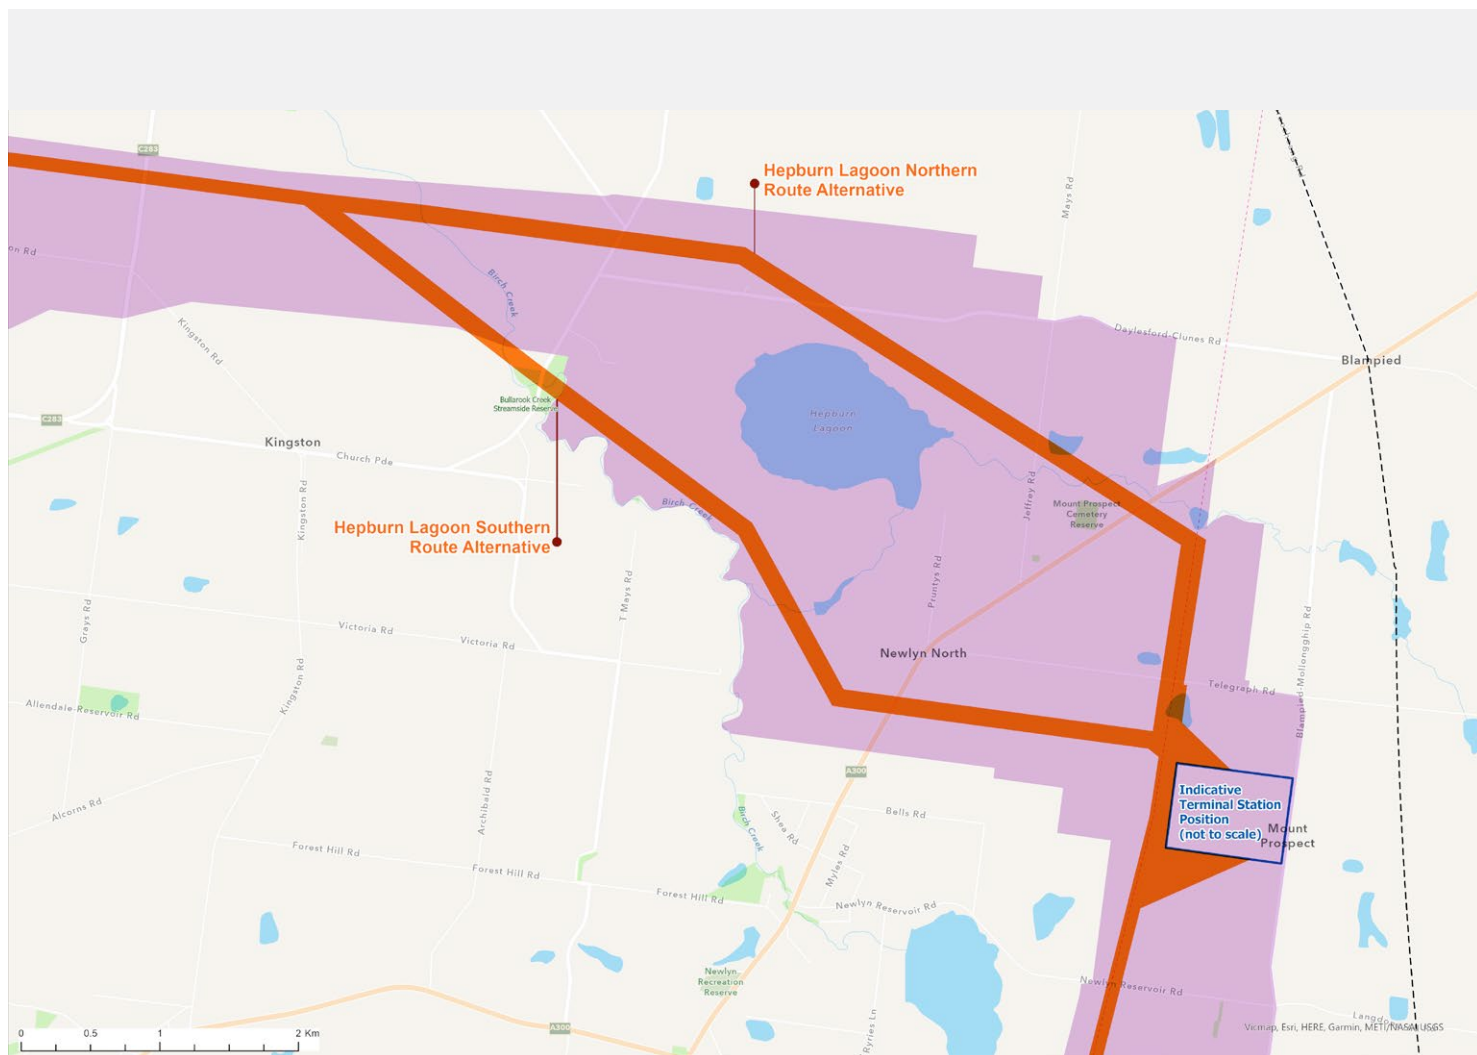 C283
Hepburn Lagoon Northern
Route Alternative
Mays Rd
on Rd
Birch Creek
Kingston Rd
Daylesford-Clunes Rd
Blampied
Bullarook Creek
Streamside Reserve
Hepburn
Lagoon
C283
Kingston
Church Pde
Kingston Rd
Birch Creek
Jeffrey Rd
Mount Prospect
Cemetery
Reserve
Hepburn Lagoon Southern
Route Alternative
Pruntys Rd
T Mays Rd
Grays Rd
Victoria Rd
Victoria Rd
Newlyn North
Blampied-Mollongghip Rd
Telegraph Rd
Kingston Rd
Allendale-Reservoir Rd
A300
Indicative
Terminal Station
Position
(not to scale)
Mount
Prospect
Alcorns Rd
Archibald Rd
Birch Creek
Shea Rd
Bells Rd
Myles Rd
Forest Hill Rd
Forest Hill Rd
Forest Hill Rd
Newlyn Reservoir Rd
Newlyn
Recreation
Reserve
Newlyn Reservoir Rd
Ryries Ln
A300
0 0.5 1 2 Km
Vicmap, Esri, HERE, Garmin, METI/NASA, USGS